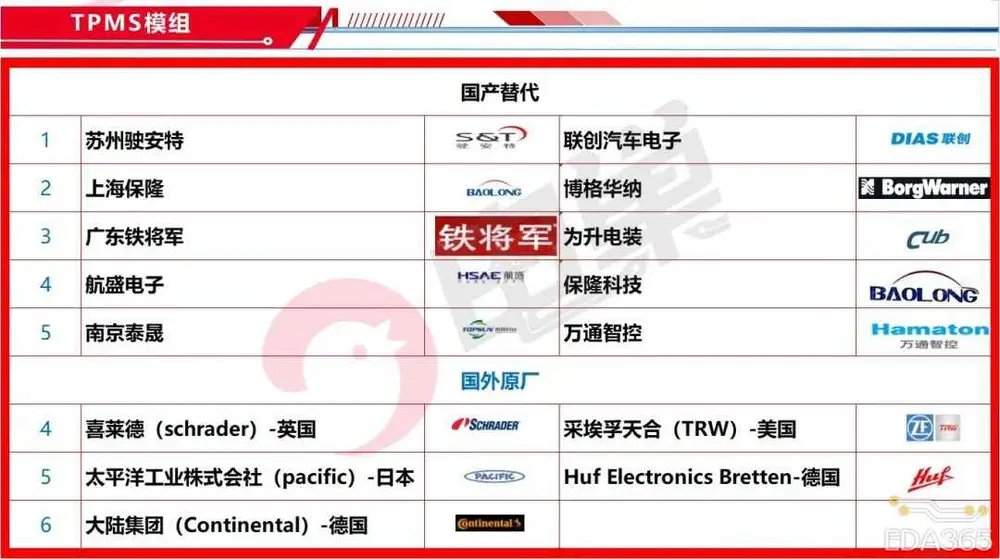 TPMS模组
国产替代
1 苏州驶安特 S&T 驶安特 联创汽车电子 DIAS 联创
2 上海保隆 BAOLONG 博格华纳 BorgWarner
3 广东铁将军 铁将军 为升电装 Cub
4 航盛电子 HSAE 航盛 保隆科技 BAOLONG
5 南京泰晟 TOPSUN 万通智控 Hamaton 万通智控
国外原厂
4 喜莱德（schrader）-英国 SCHRADER 采埃孚天合（TRW）-美国 ZF TRW
5 太平洋工业株式会社（pacific）-日本 PACIFIC Huf Electronics Bretten-德国 Huf
6 大陆集团（Continental）-德国 Continental
电巢
EDA365